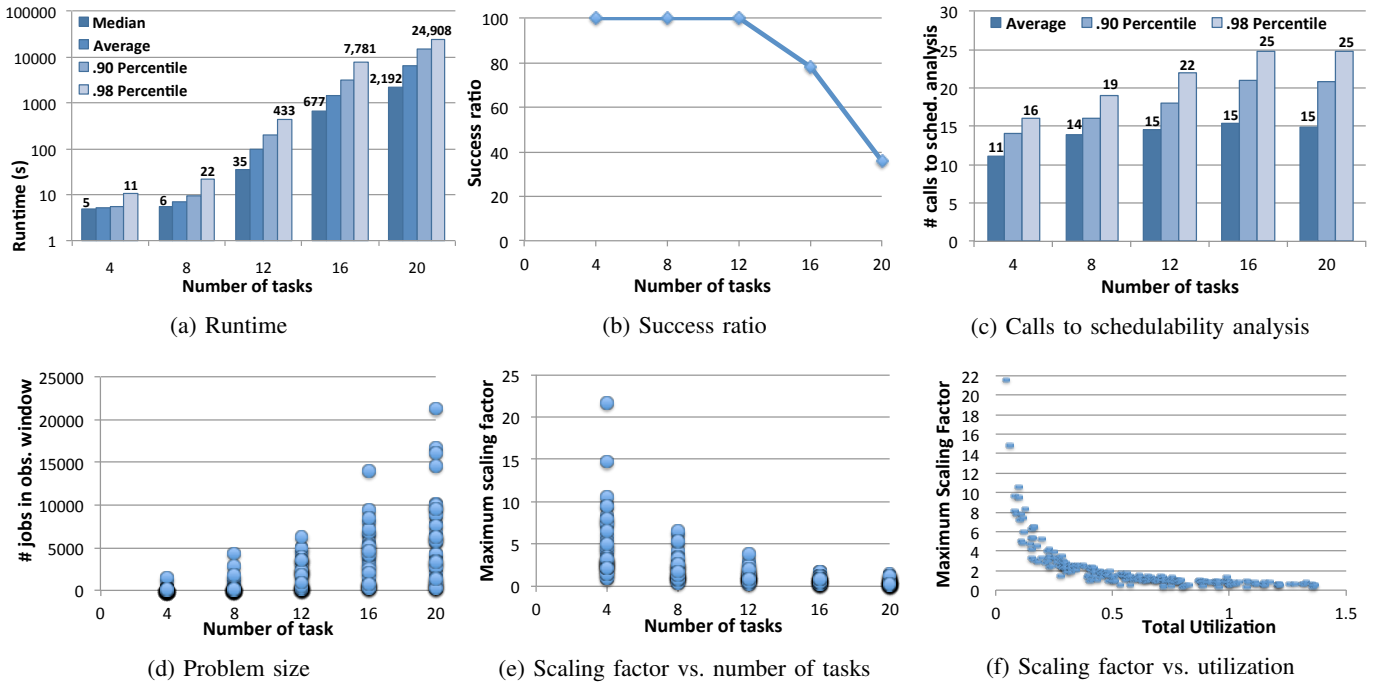 100000
10000
1000
100
10
1
Runtime (s)
Median
Average
.90 Percentile
.98 Percentile
5
11
6
22
35
433
677
7,781
2,192
24,908
4 8 12 16 20
Number of tasks
(a) Runtime
100
80
60
40
20
0
Success ratio
0 4 8 12 16 20
Number of tasks
(b) Success ratio
30
25
20
15
10
5
0
# calls to sched. analysis
Average .90 Percentile .98 Percentile
11
16
14
19
15
22
15
25
15
25
4 8 12 16 20
Number of tasks
(c) Calls to schedulability analysis
25000
20000
15000
10000
5000
0
# jobs in obs. window
0 4 8 12 16 20
Number of task
(d) Problem size
25
20
15
10
5
0
Maximum scaling factor
0 4 8 12 16 20
Number of tasks
(e) Scaling factor vs. number of tasks
22
20
18
16
14
12
10
8
6
4
2
0
Maximum Scaling Factor
0 0.5 1 1.5
Total Utilization
(f) Scaling factor vs. utilization